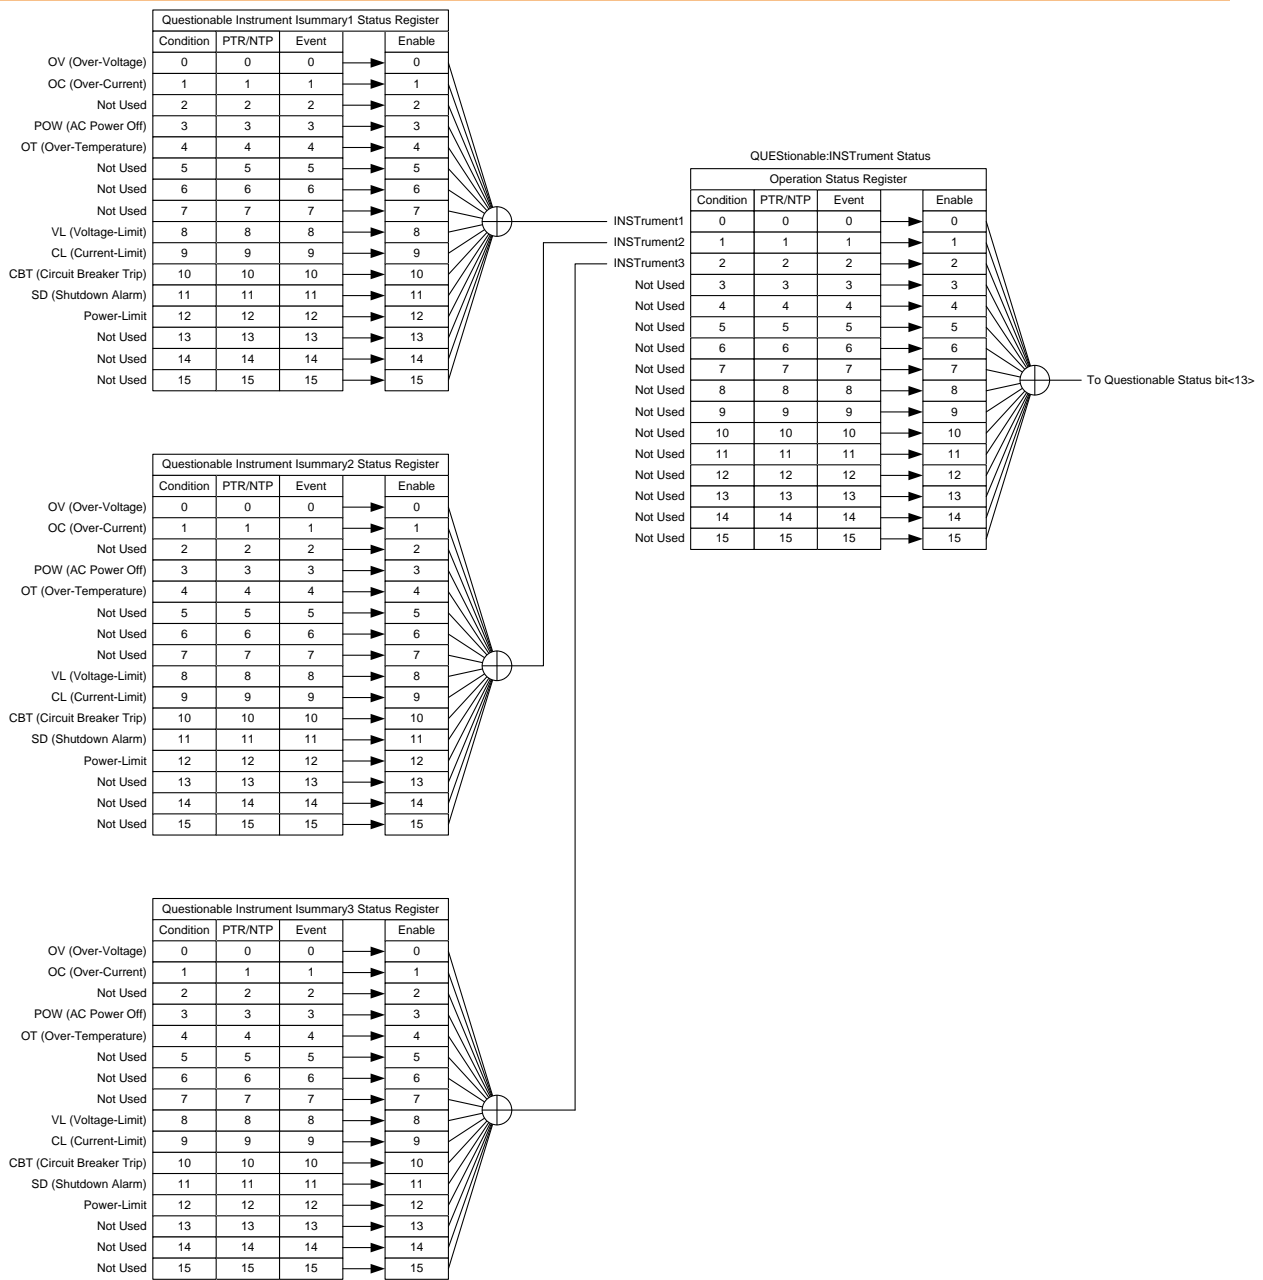 Questionable Instrument Isummary1 Status Register
Condition PTR/NTP Event Enable
OV (Over-Voltage) 0 0 0 0
OC (Over-Current) 1 1 1 1
Not Used 2 2 2 2
POW (AC Power Off) 3 3 3 3
OT (Over-Temperature) 4 4 4 4
Not Used 5 5 5 5
Not Used 6 6 6 6
Not Used 7 7 7 7
VL (Voltage-Limit) 8 8 8 8
CL (Current-Limit) 9 9 9 9
CBT (Circuit Breaker Trip) 10 10 10 10
SD (Shutdown Alarm) 11 11 11 11
Power-Limit 12 12 12 12
Not Used 13 13 13 13
Not Used 14 14 14 14
Not Used 15 15 15 15
QUEStionable:INSTrument Status
Operation Status Register
Condition PTR/NTP Event Enable
INSTrument1 0 0 0 0
INSTrument2 1 1 1 1
INSTrument3 2 2 2 2
Not Used 3 3 3 3
Not Used 4 4 4 4
Not Used 5 5 5 5
Not Used 6 6 6 6
Not Used 7 7 7 7
Not Used 8 8 8 8
Not Used 9 9 9 9
Not Used 10 10 10 10
Not Used 11 11 11 11
Not Used 12 12 12 12
Not Used 13 13 13 13
Not Used 14 14 14 14
Not Used 15 15 15 15
To Questionable Status bit<13>
Questionable Instrument Isummary2 Status Register
Condition PTR/NTP Event Enable
OV (Over-Voltage) 0 0 0 0
OC (Over-Current) 1 1 1 1
Not Used 2 2 2 2
POW (AC Power Off) 3 3 3 3
OT (Over-Temperature) 4 4 4 4
Not Used 5 5 5 5
Not Used 6 6 6 6
Not Used 7 7 7 7
VL (Voltage-Limit) 8 8 8 8
CL (Current-Limit) 9 9 9 9
CBT (Circuit Breaker Trip) 10 10 10 10
SD (Shutdown Alarm) 11 11 11 11
Power-Limit 12 12 12 12
Not Used 13 13 13 13
Not Used 14 14 14 14
Not Used 15 15 15 15
Questionable Instrument Isummary3 Status Register
Condition PTR/NTP Event Enable
OV (Over-Voltage) 0 0 0 0
OC (Over-Current) 1 1 1 1
Not Used 2 2 2 2
POW (AC Power Off) 3 3 3 3
OT (Over-Temperature) 4 4 4 4
Not Used 5 5 5 5
Not Used 6 6 6 6
Not Used 7 7 7 7
VL (Voltage-Limit) 8 8 8 8
CL (Current-Limit) 9 9 9 9
CBT (Circuit Breaker Trip) 10 10 10 10
SD (Shutdown Alarm) 11 11 11 11
Power-Limit 12 12 12 12
Not Used 13 13 13 13
Not Used 14 14 14 14
Not Used 15 15 15 15